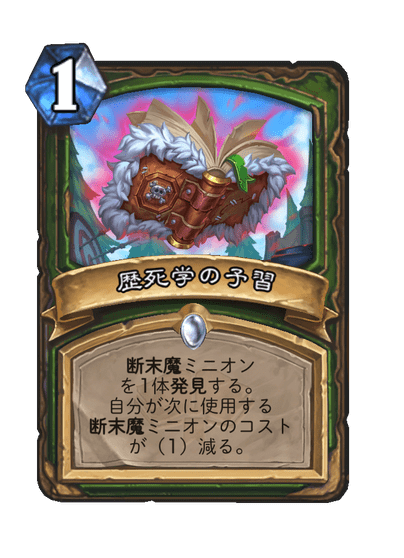 1
歴死学の予習
断末魔ミニオン
を1体発見する。
自分が次に使用する
断末魔ミニオンのコスト
が（1）減る。